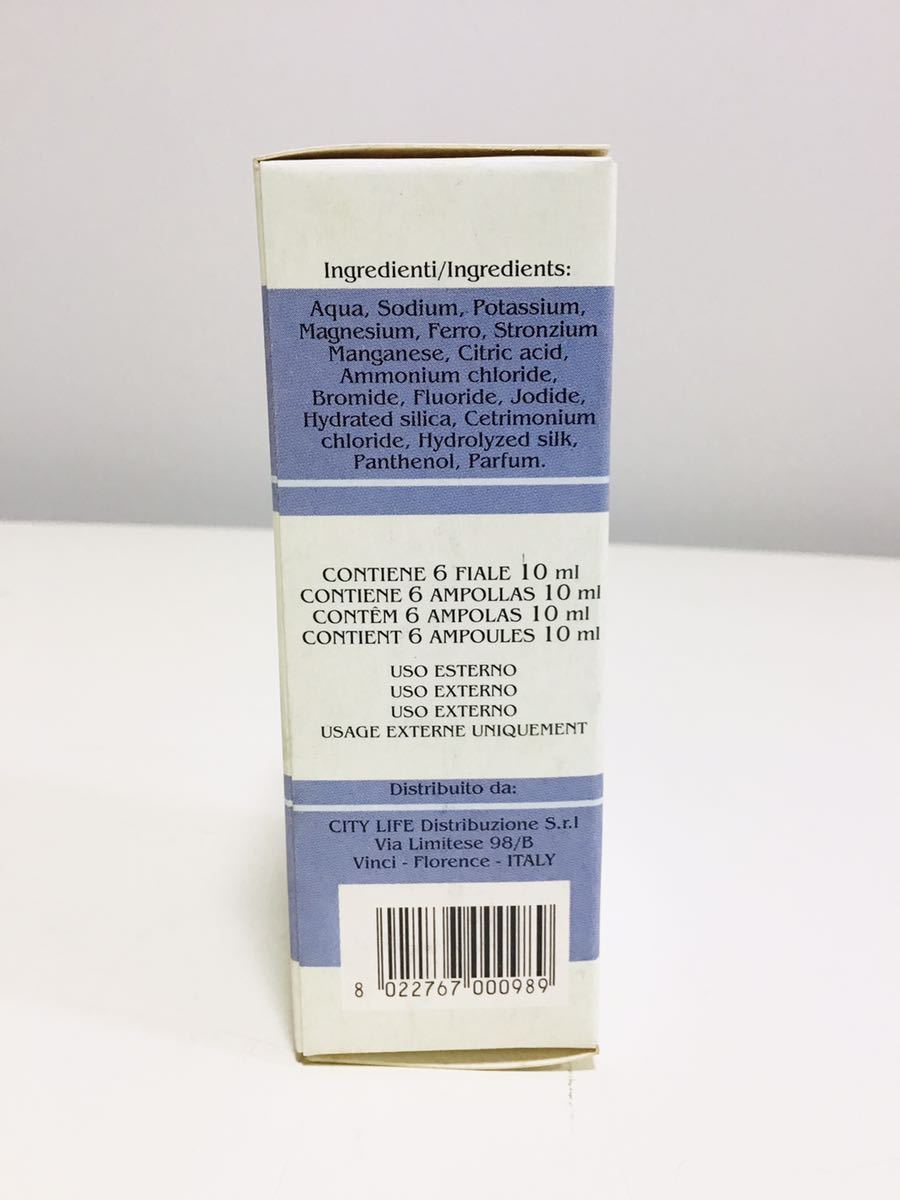 Ingredienti/Ingredients:
Aqua, Sodium, Potassium,
Magnesium, Ferro, Stronzium
Manganese, Citric acid,
Ammonium chloride,
Bromide, Fluoride, Jodide,
Hydrated silica, Cetrimonium
chloride, Hydrolyzed silk,
Panthenol, Parfum.
CONTIENE 6 FIALE 10 ml
CONTIENE 6 AMPOLLAS 10 ml
CONTÊM 6 AMPOLAS 10 ml
CONTIENT 6 AMPOULES 10 ml
USO ESTERNO
USO EXTERNO
USO EXTERNO
USAGE EXTERNE UNIQUEMENT
Distribuito da:
CITY LIFE Distribuzione S.r.l
Via Limitese 98/B
Vinci - Florence - ITALY
8 022767 000989